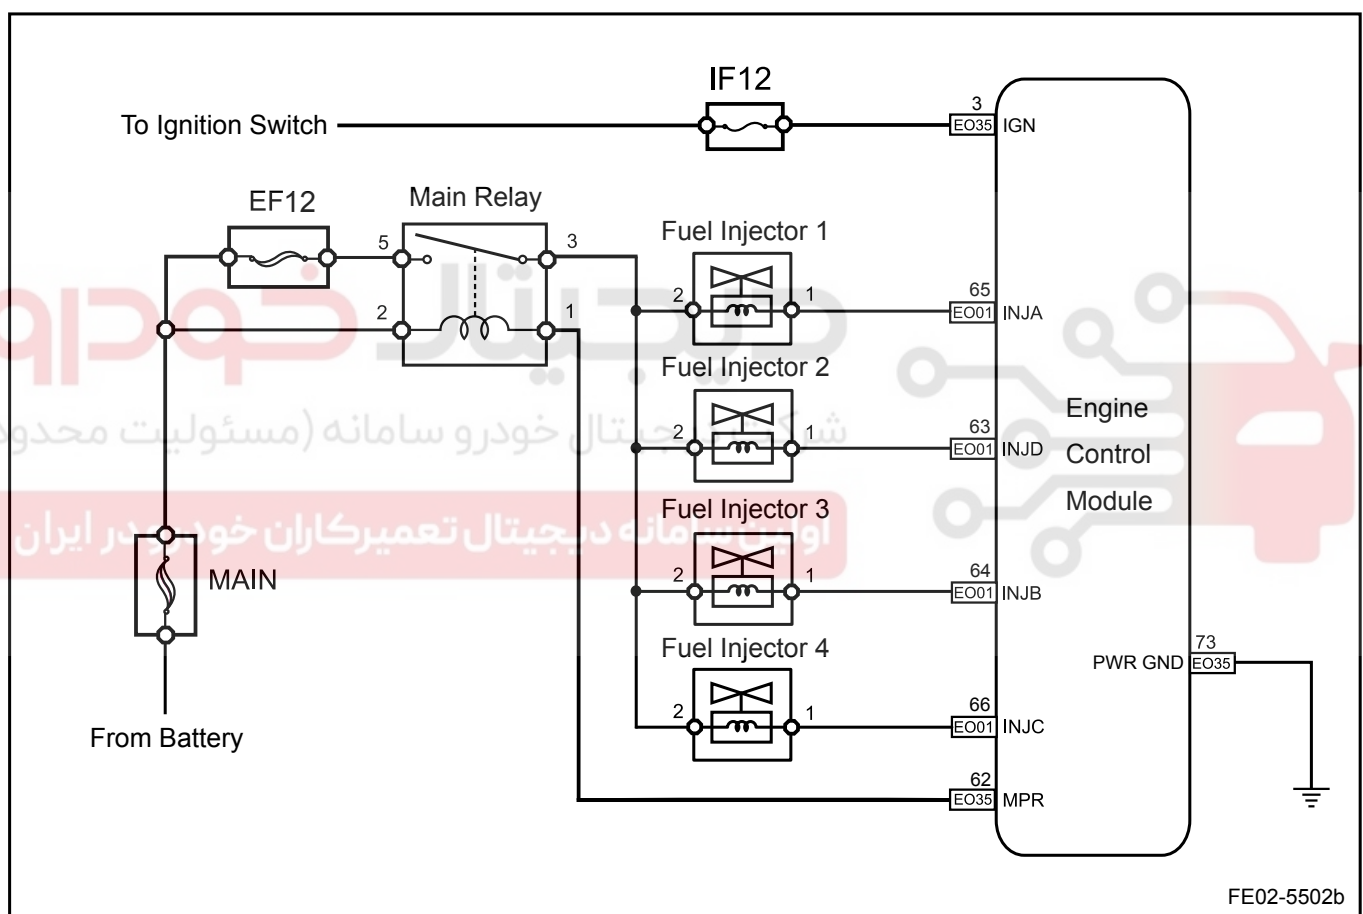 IF12
To Ignition Switch
3
EO35 IGN
EF12
Main Relay
5
3
2
1
Fuel Injector 1
2
1
65
EO01 INJA
Fuel Injector 2
2
1
63
EO01 INJD
Fuel Injector 3
2
1
64
EO01 INJB
Fuel Injector 4
2
1
66
EO01 INJC
62
EO35 MPR
Engine
Control
Module
73
PWR GND EO35
MAIN
From Battery
دیجیتال خودرو
دیجیتال خودرو سامانه (مسئولیت محدود
اولین سامانه دیجیتال تعمیرکاران خودرو در ایران
FE02-5502b